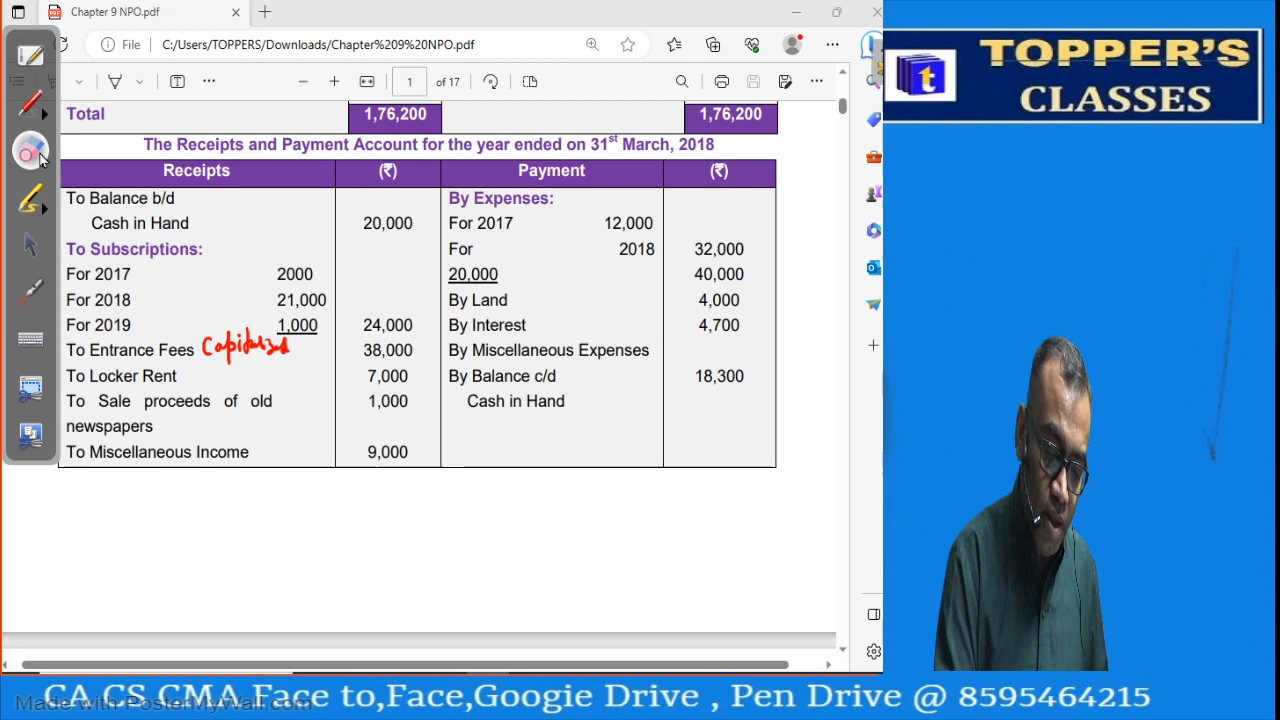 Chapter 9 NPO.pdf
File C:/Users/TOPPERS/Downloads/Chapter%209%20NPO.pdf
1 of 17
TOPPER'S
CLASSES
t
Total 1,76,200 1,76,200
The Receipts and Payment Account for the year ended on 31st March, 2018
Receipts (₹) Payment (₹)
To Balance b/d By Expenses:
Cash in Hand 20,000 For 2017 12,000
To Subscriptions: For 2018 32,000
For 2017 2000 20,000 40,000
For 2018 21,000 By Land 4,000
For 2019 1,000 24,000 By Interest 4,700
To Entrance Fees Capitalized 38,000 By Miscellaneous Expenses
To Locker Rent 7,000 By Balance c/d 18,300
To Sale proceeds of old 1,000 Cash in Hand
newspapers
To Miscellaneous Income 9,000
CA,CS,CMA,Face to,Face,Googie Drive , Pen Drive @ 8595464215
Made with PosterMyWall.com